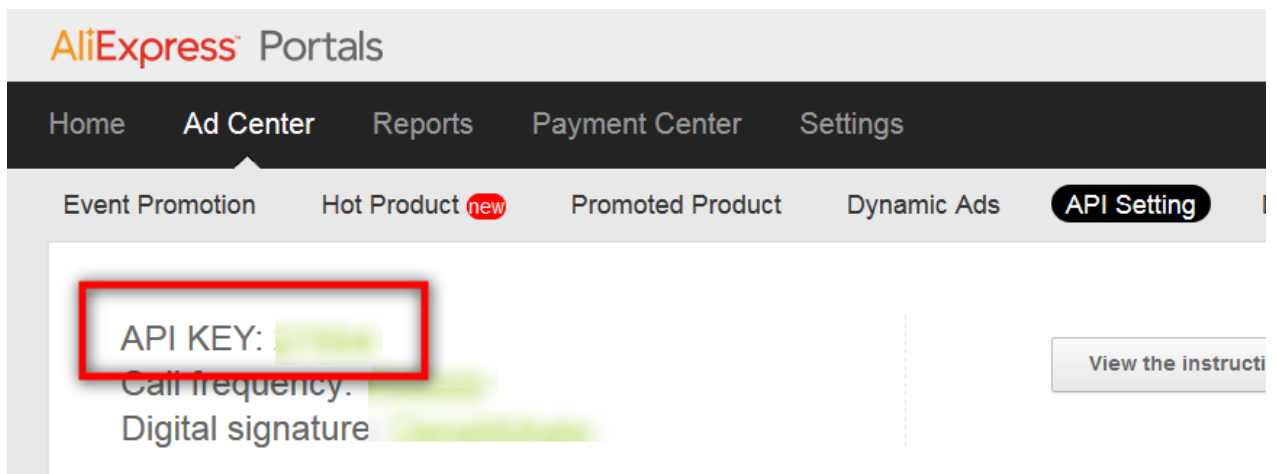 AliExpress™ Portals
Home Ad Center Reports Payment Center Settings
Event Promotion Hot Product new Promoted Product Dynamic Ads API Setting
API KEY:
Call frequency:
View the instructi
Digital signature